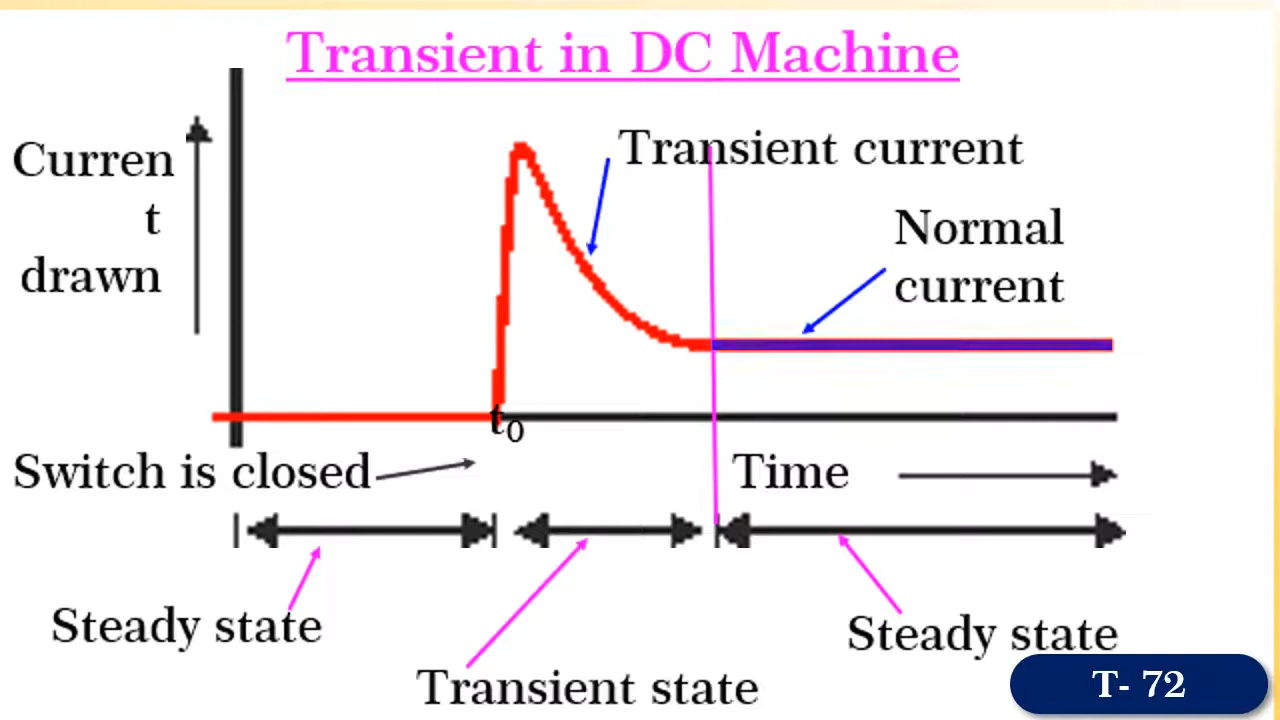 Transient in DC Machine
Curren
t
drawn
Transient current
Normal
current
t₀
Switch is closed
Time
Steady state
Transient state
Steady state
T- 72